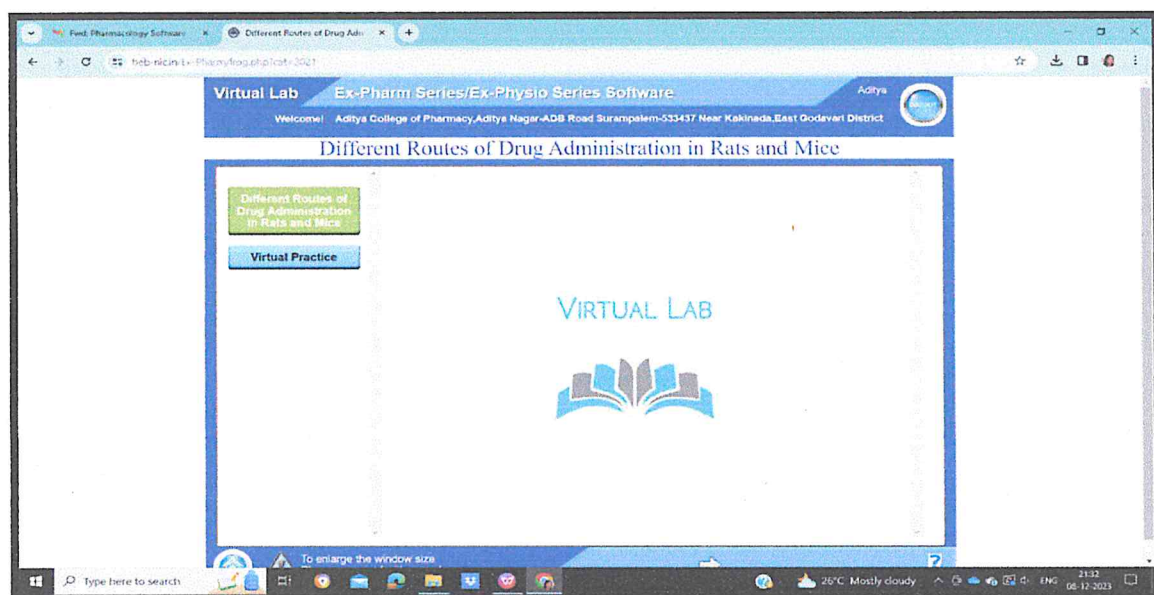 Fwd: Pharmacology Software
Different Routes of Drug Adm
Virtual Lab
Ex-Pharm Series/Ex-Physio Series Software
Aditya
Welcome! Aditya College of Pharmacy,Aditya Nagar-ADB Road Surampalem-533437 Near Kakinada,East Godavari District
Different Routes of Drug Administration in Rats and Mice
Different Routes of
Drug Administration
in Rats and Mice
Virtual Practice
VIRTUAL LAB
To enlarge the window size
?
Type here to search
26°C Mostly cloudy
ENG
21:32
08-12-2023